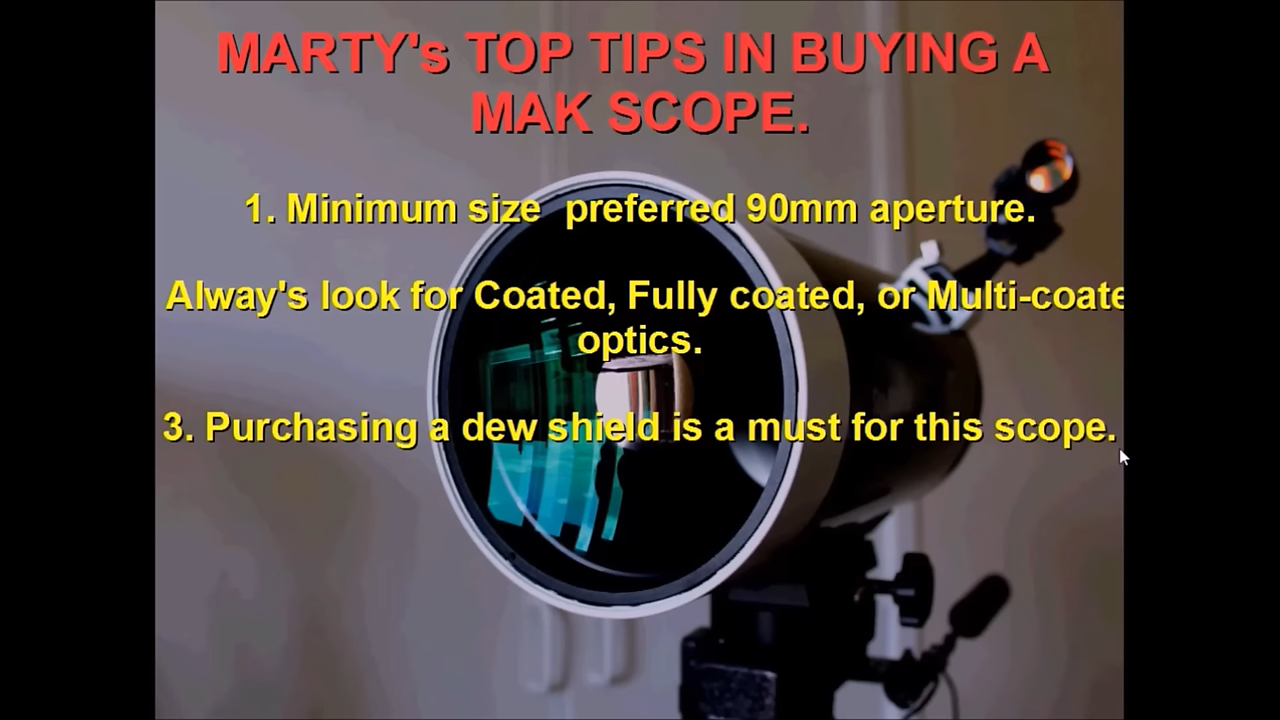 MARTY's TOP TIPS IN BUYING A
MAK SCOPE.
1. Minimum size preferred 90mm aperture.
Alway's look for Coated, Fully coated, or Multi-coate
optics.
3. Purchasing a dew shield is a must for this scope.